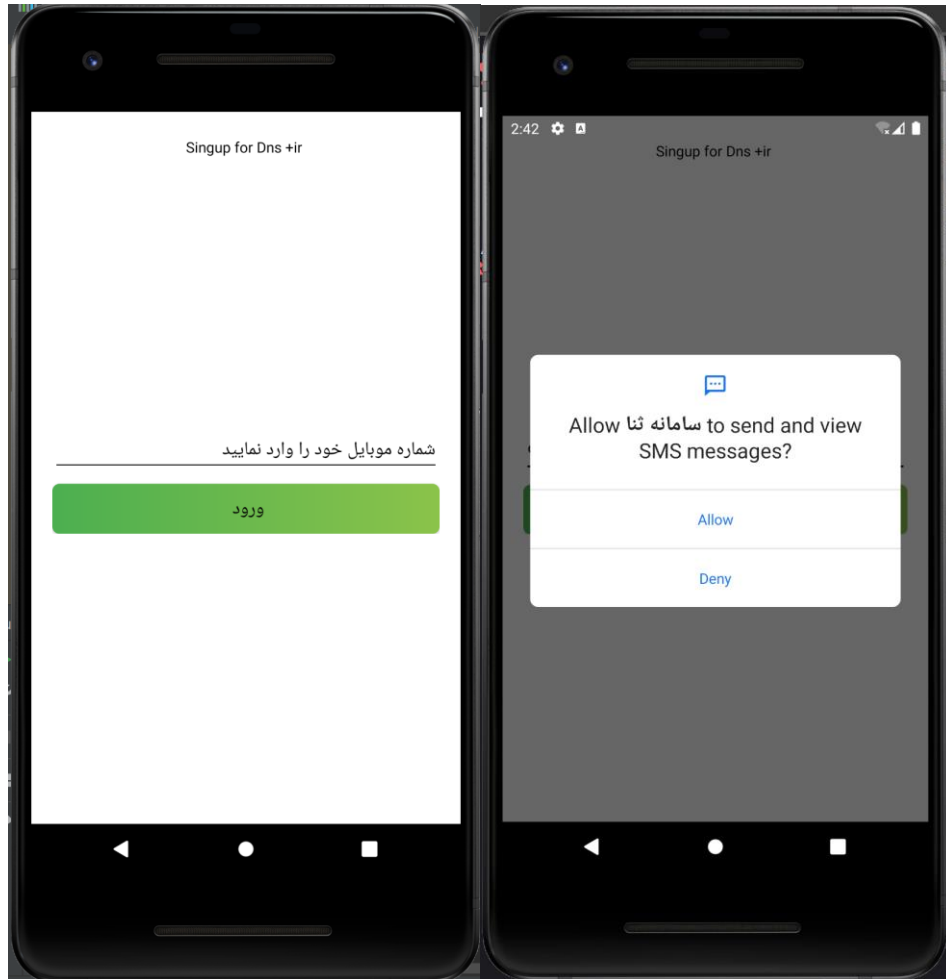 Singup for Dns +ir
شماره موبایل خود را وارد نمایید
ورود
2:42
Singup for Dns +ir
Allow سامانه ثنا to send and view
SMS messages?
Allow
Deny